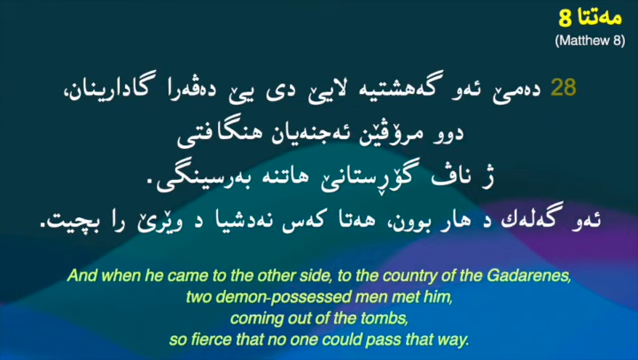 مەتتا 8
(Matthew 8)
28 دەمێ ئەو گەهشتیە لایێ دی یێ دەڤەرا گادارینان،
دوو مرۆڤێن ئەجنەیان هنگافتی
ژ ناڤ گۆڕستانێ هاتنە بەرسینگی.
ئەو گەلەك د هار بوون، هەتا كەس نەدشیا د وێرێ را بچیت.
And when he came to the other side, to the country of the Gadarenes,
two demon-possessed men met him,
coming out of the tombs,
so fierce that no one could pass that way.